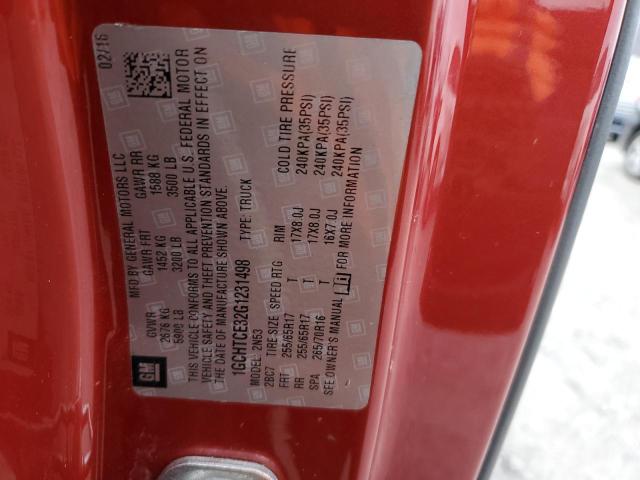 MFD BY GENERAL MOTORS LLC 02/16
GVWR GAWR FRT GAWR RR
2676 KG 1452 KG 1588 KG
5900 LB 3200 LB 3500 LB
GM
THIS VEHICLE CONFORMS TO ALL APPLICABLE U.S. FEDERAL MOTOR
VEHICLE SAFETY AND THEFT PREVENTION STANDARDS IN EFFECT ON
THE DATE OF MANUFACTURE SHOWN ABOVE.
1GCHTCE32G1231498 TYPE: TRUCK
MODEL: 2N53
2BC7 TIRE SIZE SPEED RTG RIM COLD TIRE PRESSURE
FRT 255/65R17 T 17X8.0J 240KPA(35PSI)
RR 255/65R17 T 17X8.0J 240KPA(35PSI)
SPA 265/70R16 T 16X7.0J 240KPA(35PSI)
SEE OWNER'S MANUAL FOR MORE INFORMATION